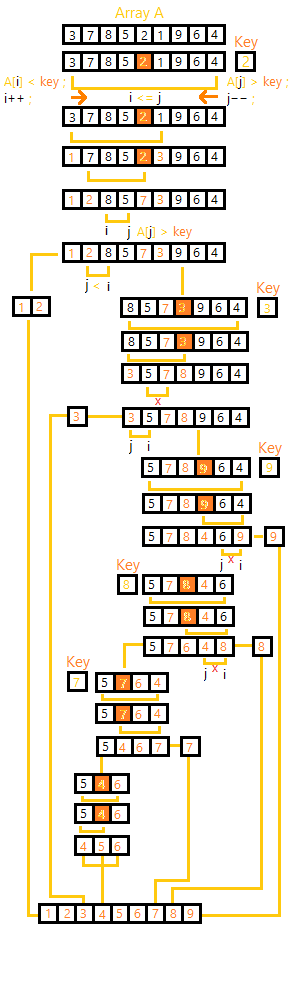 Array A
3 7 8 5 2 1 9 6 4
Key
3 7 8 5 2 1 9 6 4 2
A[i] < key ; A[j] > key ;
i++ ; i <= j j-- ;
3 7 8 5 2 1 9 6 4
1 7 8 5 2 3 9 6 4
1 2 8 5 7 3 9 6 4
i j A[j] > key
1 2 8 5 7 3 9 6 4
j < i
Key
1 2 8 5 7 3 9 6 4 3
8 5 7 3 9 6 4
3 5 7 8 9 6 4
x
3 3 5 7 8 9 6 4
j i
Key
5 7 8 9 6 4 9
5 7 8 9 6 4
5 7 8 4 6 9 9
j x i
Key
8 5 7 8 4 6
5 7 8 4 6
5 7 6 4 8 8
j x i
Key
7 5 7 6 4
5 7 6 4
5 4 6 7 7
5 4 6
5 4 6
4 5 6
1 2 3 4 5 6 7 8 9